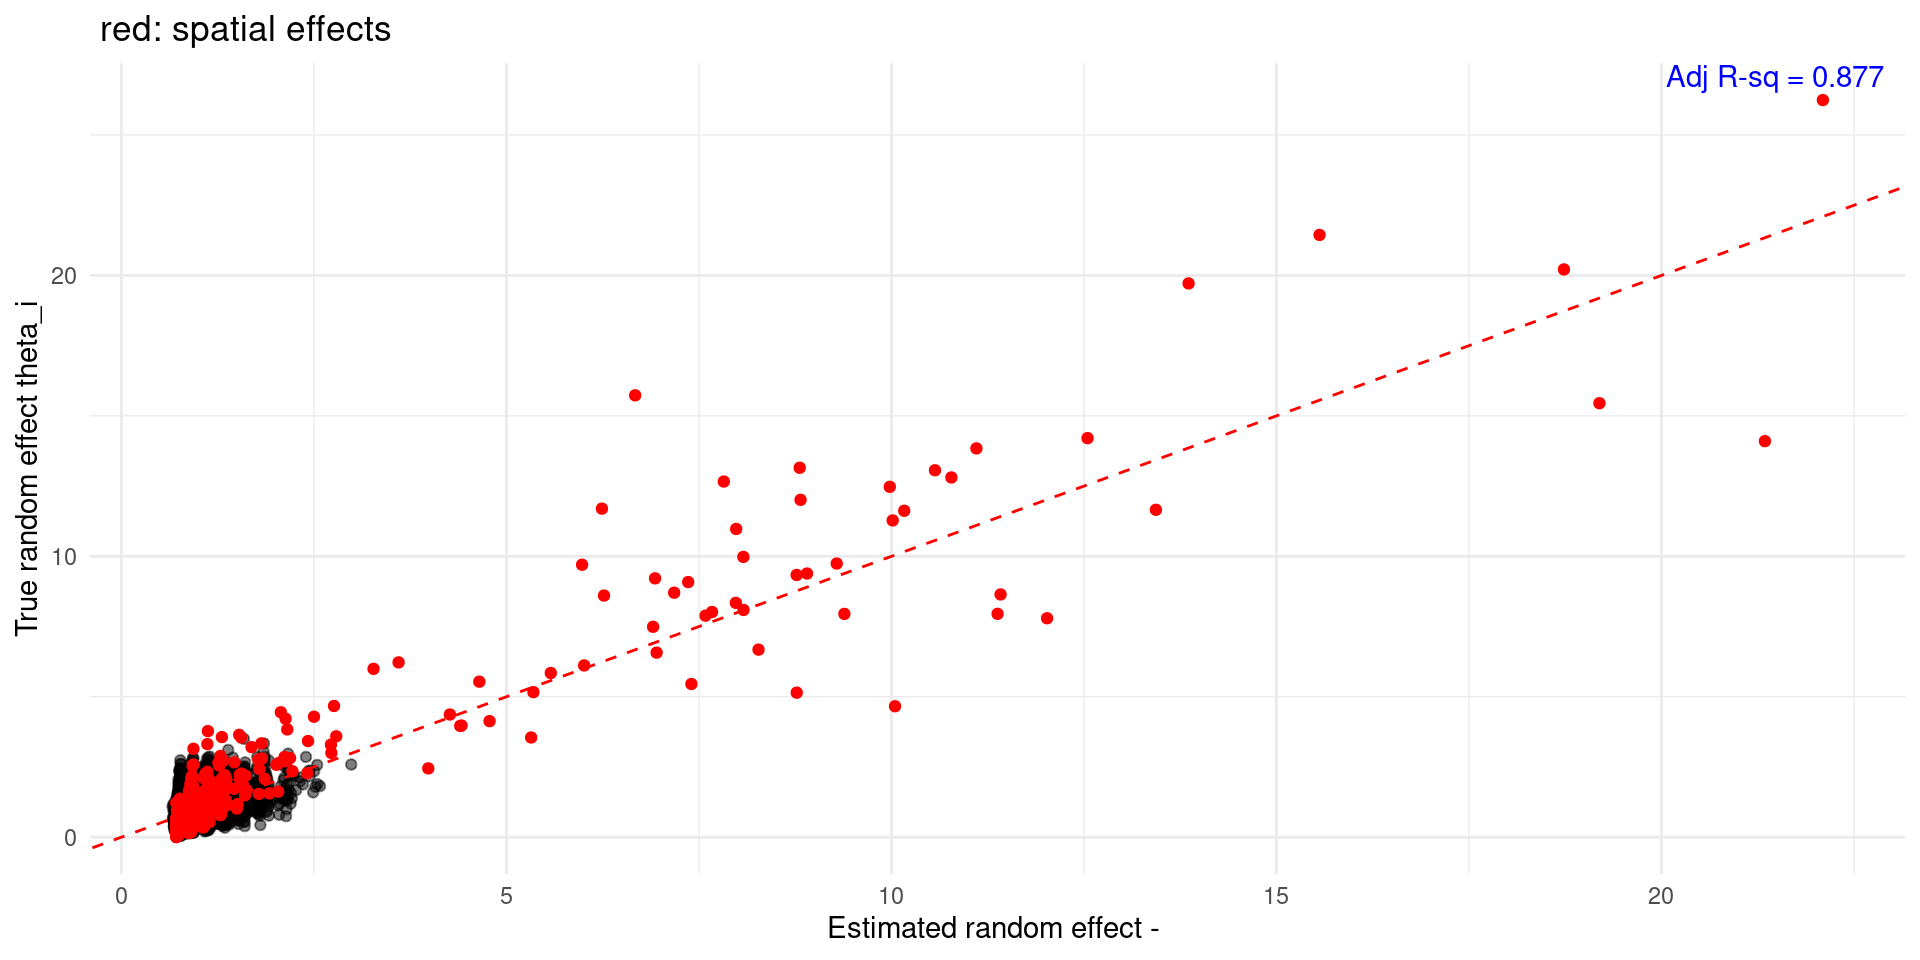 red: spatial effects
Adj R-sq = 0.877
True random effect theta_i
20
10
0
0 5 10 15 20
Estimated random effect -